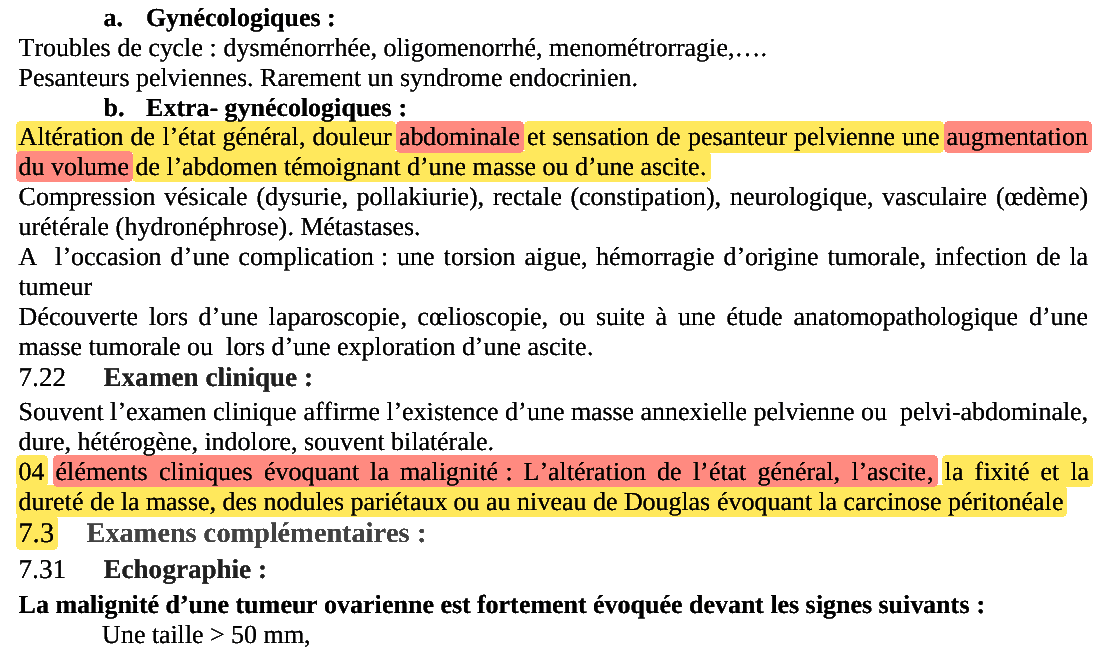 a. Gynécologiques :
Troubles de cycle : dysménorrhée, oligomenorrhé, menométrorragie,….
Pesanteurs pelviennes. Rarement un syndrome endocrinien.
b. Extra- gynécologiques :
Altération de l’état général, douleur abdominale et sensation de pesanteur pelvienne une augmentation
du volume de l’abdomen témoignant d’une masse ou d’une ascite.
Compression vésicale (dysurie, pollakiurie), rectale (constipation), neurologique, vasculaire (œdème)
urétérale (hydronéphrose). Métastases.
A l’occasion d’une complication : une torsion aigue, hémorragie d’origine tumorale, infection de la
tumeur
Découverte lors d’une laparoscopie, cœlioscopie, ou suite à une étude anatomopathologique d’une
masse tumorale ou lors d’une exploration d’une ascite.
7.22 Examen clinique :
Souvent l’examen clinique affirme l’existence d’une masse annexielle pelvienne ou pelvi-abdominale,
dure, hétérogène, indolore, souvent bilatérale.
04 éléments cliniques évoquant la malignité : L’altération de l’état général, l’ascite, la fixité et la
dureté de la masse, des nodules pariétaux ou au niveau de Douglas évoquant la carcinose péritonéale
7.3 Examens complémentaires :
7.31 Echographie :
La malignité d’une tumeur ovarienne est fortement évoquée devant les signes suivants :
Une taille > 50 mm,